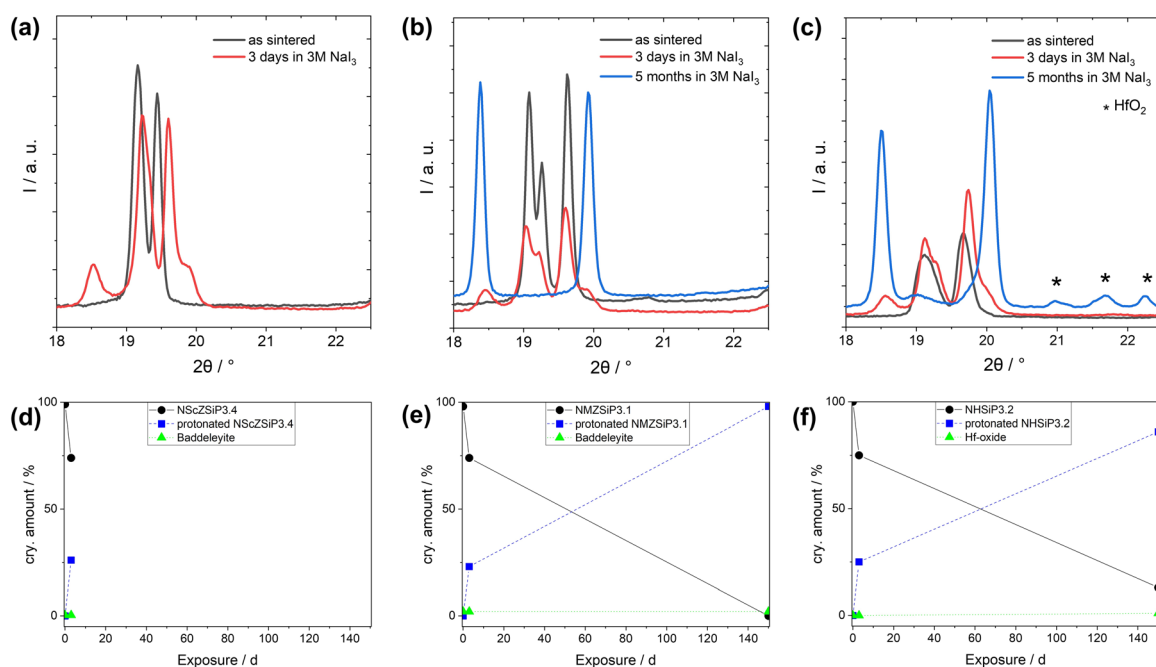 (a)
as sintered
3 days in 3M NaI₃
I / a. u.
18 19 20 21 22
2θ / °
(b)
as sintered
3 days in 3M NaI₃
5 months in 3M NaI₃
I / a. u.
18 19 20 21 22
2θ / °
(c)
as sintered
3 days in 3M NaI₃
5 months in 3M NaI₃
* HfO₂
* * *
I / a. u.
18 19 20 21 22
2θ / °
(d)
NScZSiP3.4
protonated NScZSiP3.4
Baddeleyite
cry. amount / %
100
50
0
0 20 40 60 80 100 120 140
Exposure / d
(e)
NMZSiP3.1
protonated NMZSiP3.1
Baddeleyite
cry. amount / %
100
50
0
0 20 40 60 80 100 120 140
Exposure / d
(f)
NHSiP3.2
protonated NHSiP3.2
Hf-oxide
cry. amount / %
100
50
0
0 20 40 60 80 100 120 140
Exposure / d